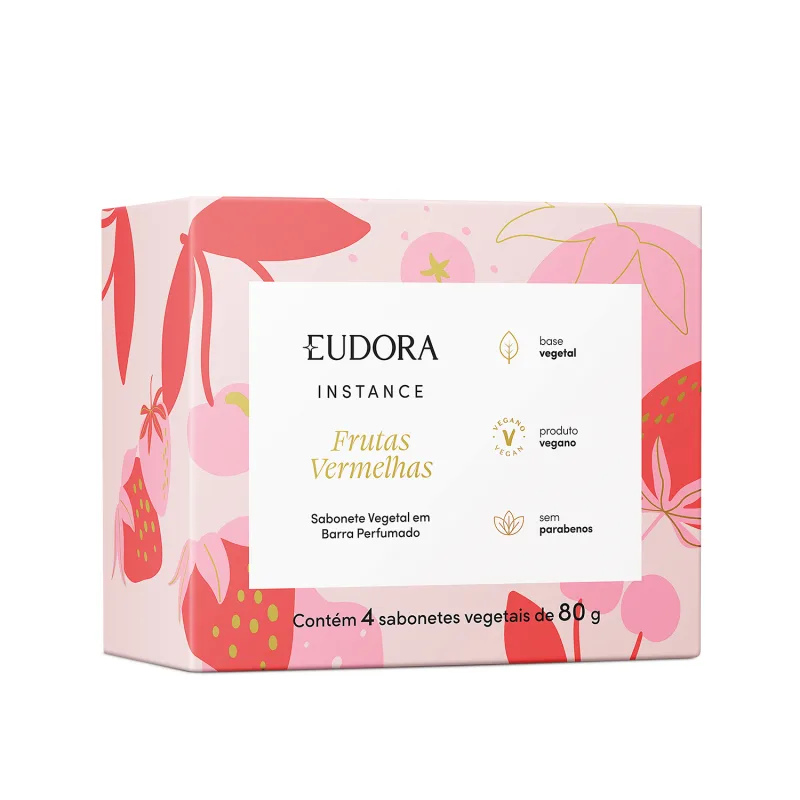 EUDORA
INSTANCE
Frutas
Vermelhas
Sabonete Vegetal em
Barra Perfumado
base
vegetal
VEGANO
V
VEGAN
produto
vegano
sem
parabenos
Contém 4 sabonetes vegetais de 80 g